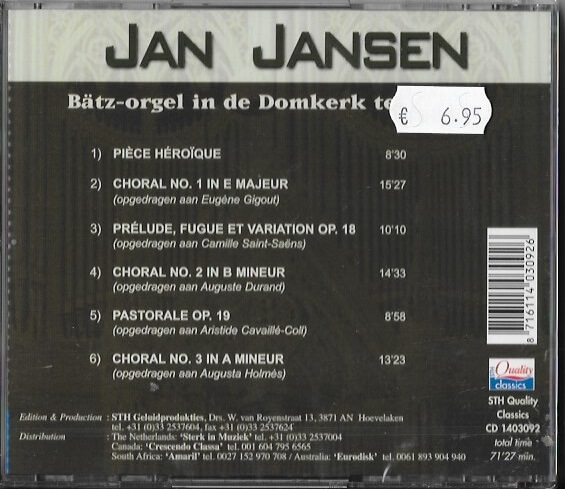 JAN JANSEN
Bätz-orgel in de Domkerk te
€ 6.95
1) PIÈCE HÉROÏQUE 8'30
2) CHORAL NO. 1 IN E MAJEUR 15'27
(opgedragen aan Eugéne Gigout)
3) PRÉLUDE, FUGUE ET VARIATION OP. 18 10'10
(opgedragen aan Camille Saint-Saëns)
4) CHORAL NO. 2 IN B MINEUR 14'33
(opgedragen aan Auguste Durand)
5) PASTORALE OP. 19 8'58
(opgedragen aan Aristide Cavaillé-Coll)
6) CHORAL NO. 3 IN A MINEUR 13'23
(opgedragen aan Augusta Holmés)
8 716114 030926
Quality
classics
STH Quality
Classics
CD 1403092
total time
71'27 min.
Edition & Production : STH Geluidprodukties, Drs. W. van Royenstraat 13, 3871 AN Hoevelaken
tel. +31 (0)33 2537604, fax +31 (0)33 2537624
Distribution : The Netherlands: 'Sterk in Muziek' tel +31 (0)33 2537004
Canada: 'Crescendo Classa' tel. 001 604 795 6565
South Africa: 'Amaril' tel. 0027 152 970 708 / Australia: 'Eurodisk' tel. 0061 893 904 940